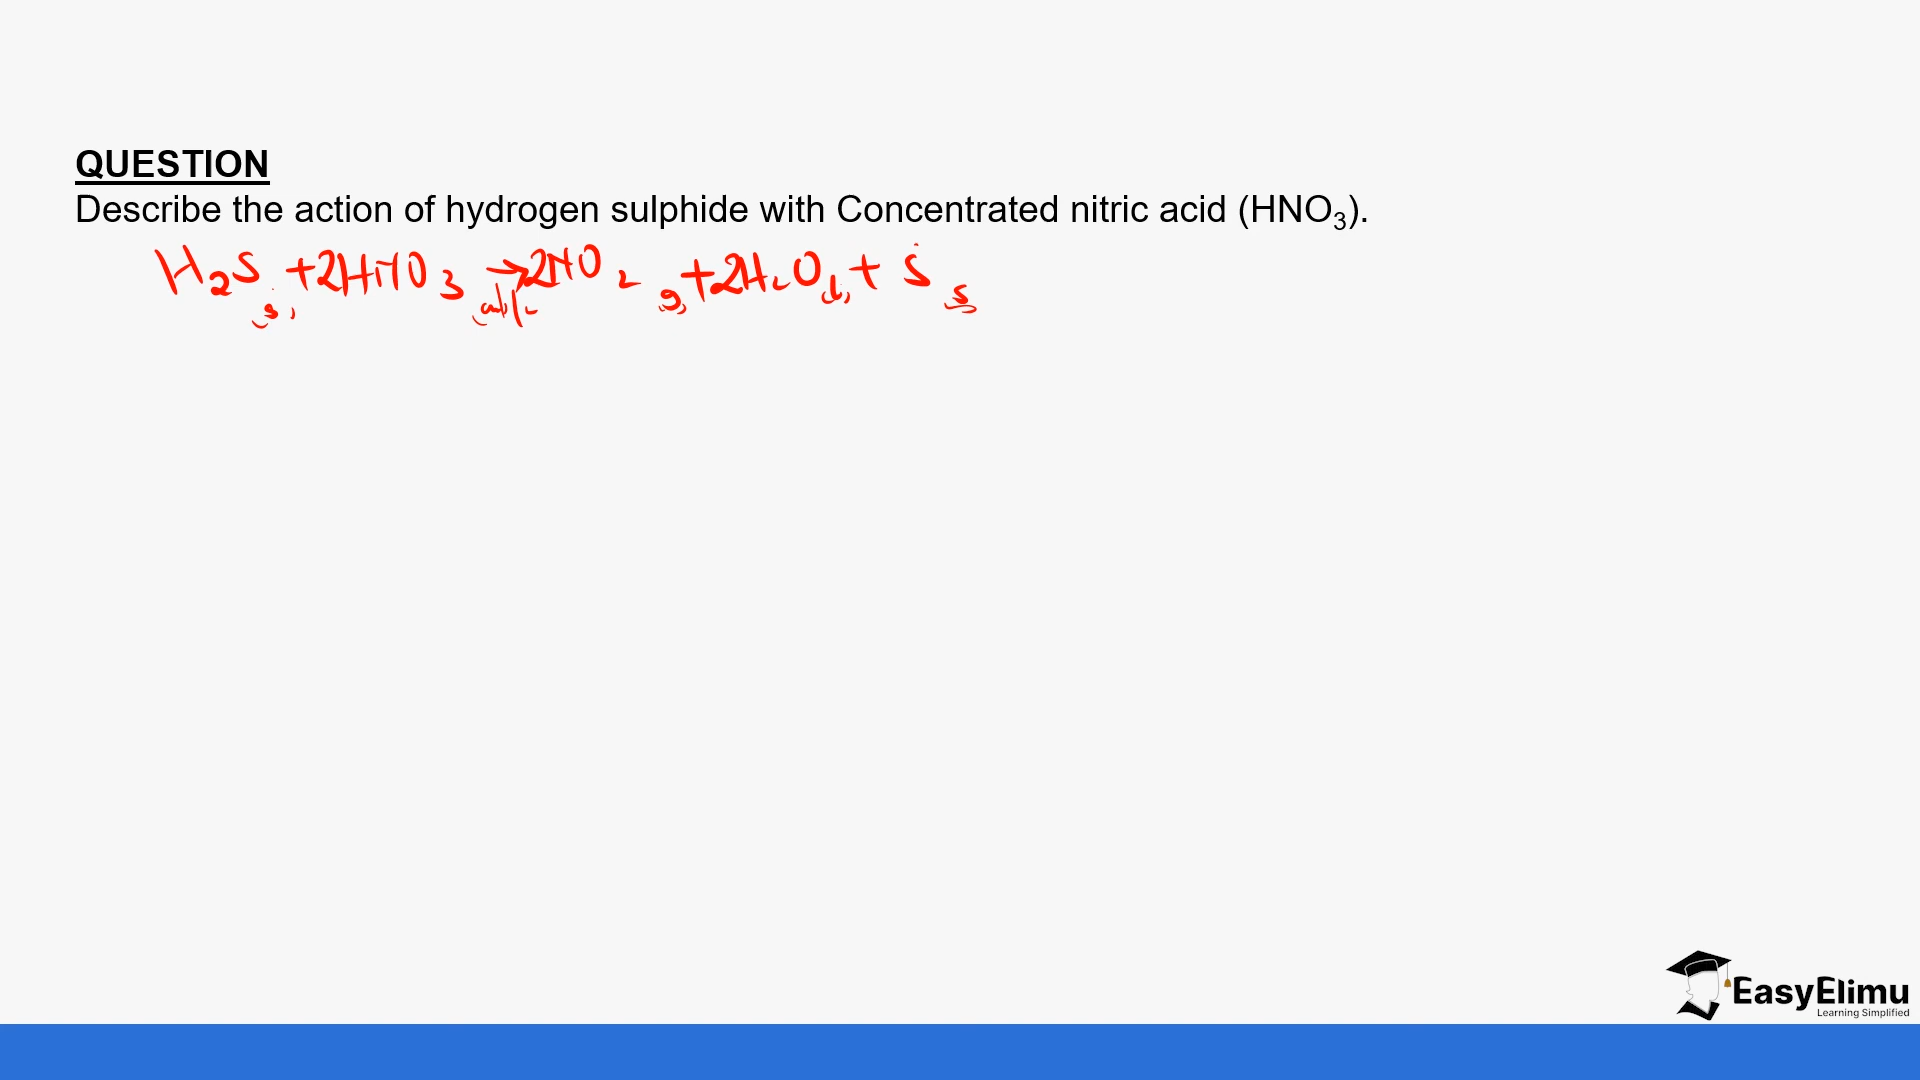 QUESTION
Describe the action of hydrogen sulphide with Concentrated nitric acid (HNO₃).
H₂S + 2HNO₃ → 2NO₂ (g) + 2H₂O (l) + S (s)
EasyElimu
Learning Simplified